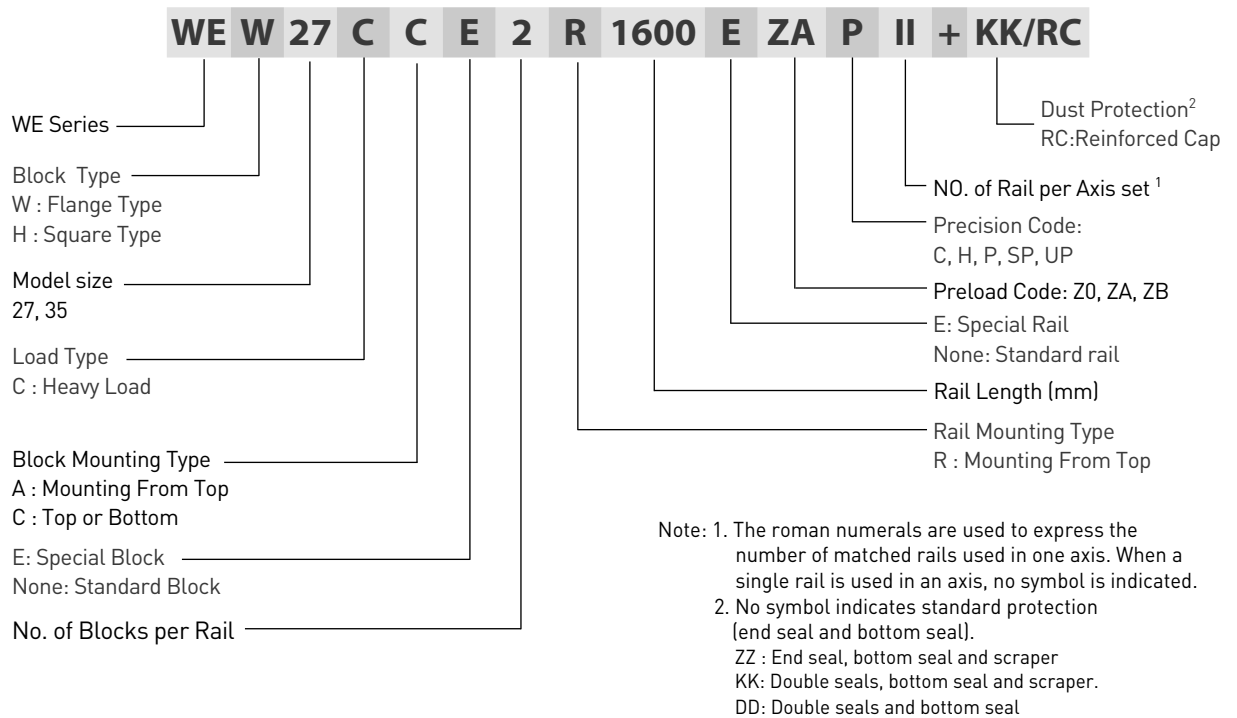 WE W 27 C C E 2 R 1600 E ZA P II + KK/RC
WE Series
Block Type
W : Flange Type
H : Square Type
Model size
27, 35
Load Type
C : Heavy Load
Block Mounting Type
A : Mounting From Top
C : Top or Bottom
E: Special Block
None: Standard Block
No. of Blocks per Rail
Dust Protection2
RC:Reinforced Cap
NO. of Rail per Axis set 1
Precision Code:
C, H, P, SP, UP
Preload Code: Z0, ZA, ZB
E: Special Rail
None: Standard rail
Rail Length (mm)
Rail Mounting Type
R : Mounting From Top
Note: 1. The roman numerals are used to express the
number of matched rails used in one axis. When a
single rail is used in an axis, no symbol is indicated.
2. No symbol indicates standard protection
(end seal and bottom seal).
ZZ : End seal, bottom seal and scraper
KK: Double seals, bottom seal and scraper.
DD: Double seals and bottom seal